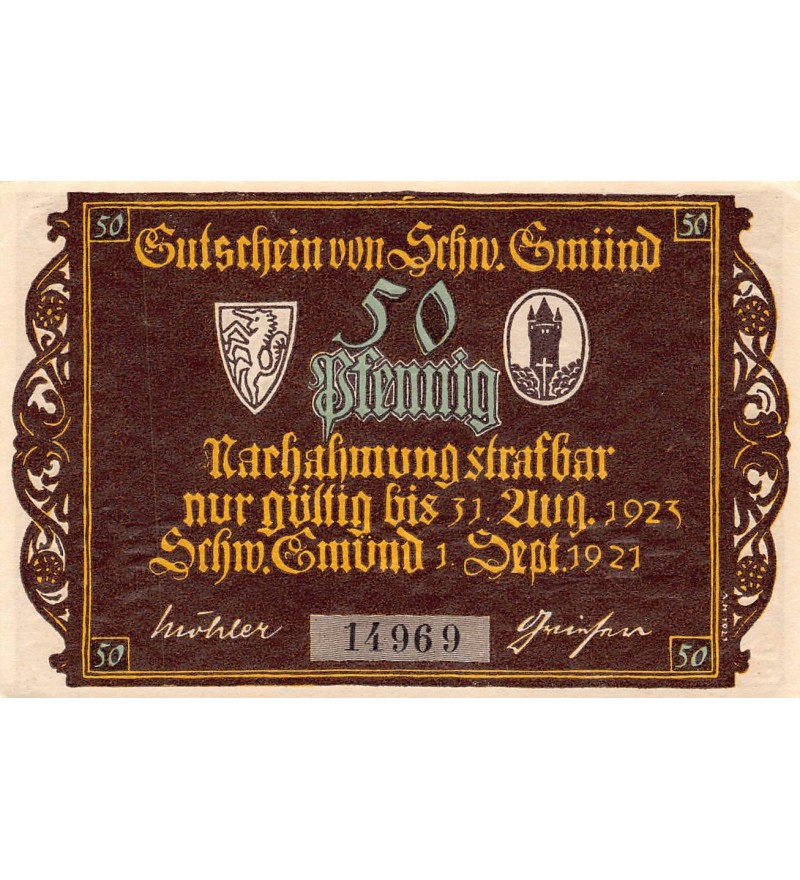 50 50
Gutschein von Schw. Gmünd
50
Pfennig
Nachahmung strafbar
nur gültig bis 31. Aug. 1923
Schw. Gmünd 1. Sept. 1921
Möhler 14969
50 50